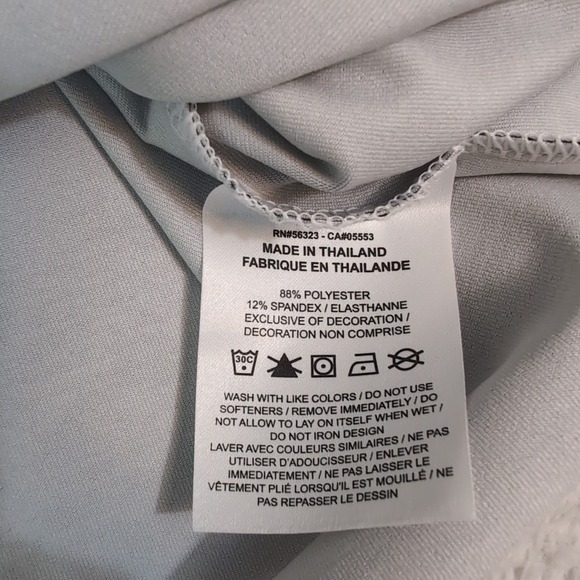 RN#56323 - CA#05553
MADE IN THAILAND
FABRIQUE EN THAILANDE
88% POLYESTER
12% SPANDEX / ELASTHANNE
EXCLUSIVE OF DECORATION /
DECORATION NON COMPRISE
30C
WASH WITH LIKE COLORS / DO NOT USE
SOFTENERS / REMOVE IMMEDIATELY / DO
NOT ALLOW TO LAY ON ITSELF WHEN WET /
DO NOT IRON DESIGN
LAVER AVEC COULEURS SIMILAIRES / NE PAS
UTILISER D'ADOUCISSEUR / ENLEVER
IMMEDIATEMENT / NE PAS LAISSER LE
VÊTEMENT PLIÉ LORSQU'IL EST MOUILLÉ / NE
PAS REPASSER LE DESSIN